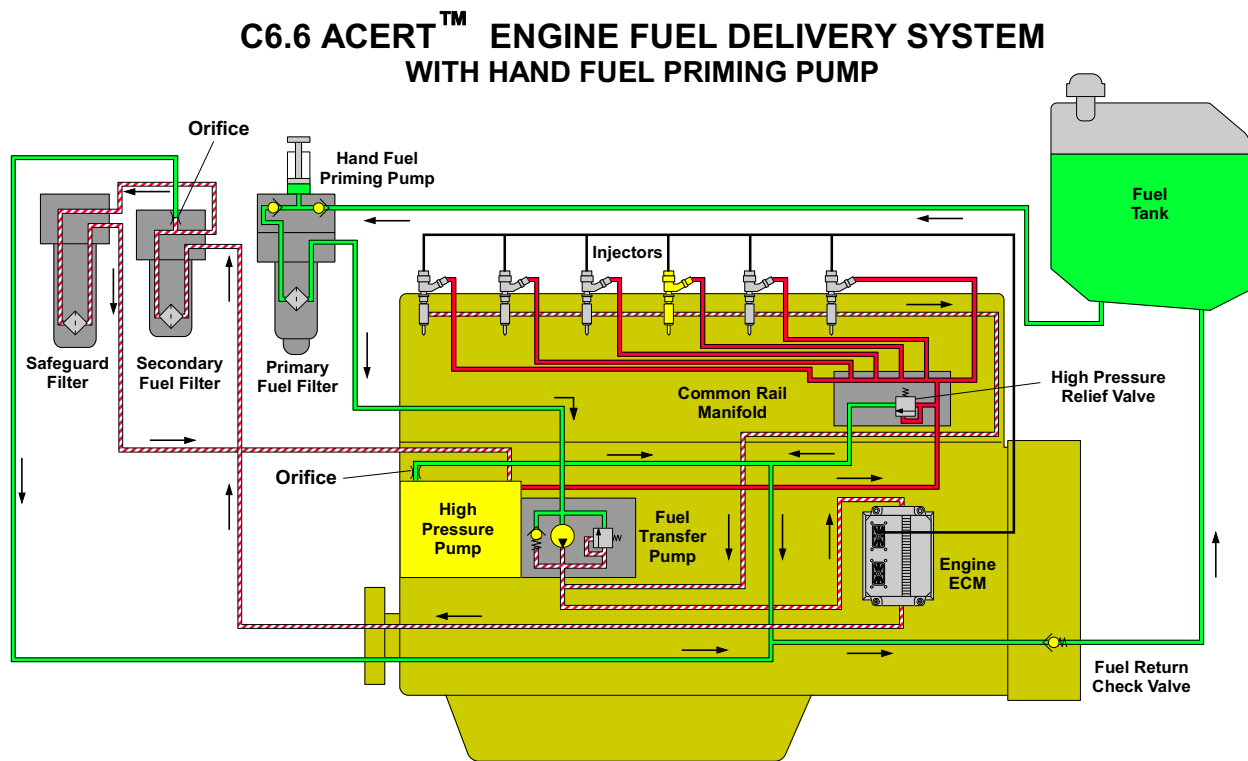 C6.6 ACERT™ ENGINE FUEL DELIVERY SYSTEM
WITH HAND FUEL PRIMING PUMP
Orifice
Hand Fuel
Priming Pump
Fuel
Tank
Injectors
Safeguard
Filter
Secondary
Fuel Filter
Primary
Fuel Filter
Common Rail
Manifold
High Pressure
Relief Valve
Orifice
High
Pressure
Pump
Fuel
Transfer
Pump
Engine
ECM
Fuel Return
Check Valve